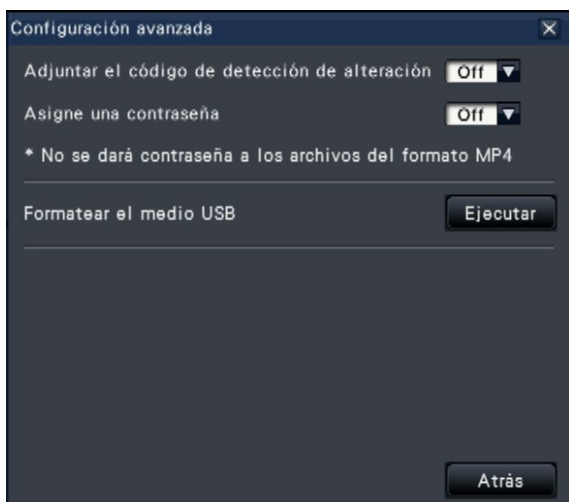 Configuración avanzada
Adjuntar el código de detección de alteración Off
Asigne una contraseña Off
* No se dará contraseña a los archivos del formato MP4
Formatear el medio USB Ejecutar
Atrás